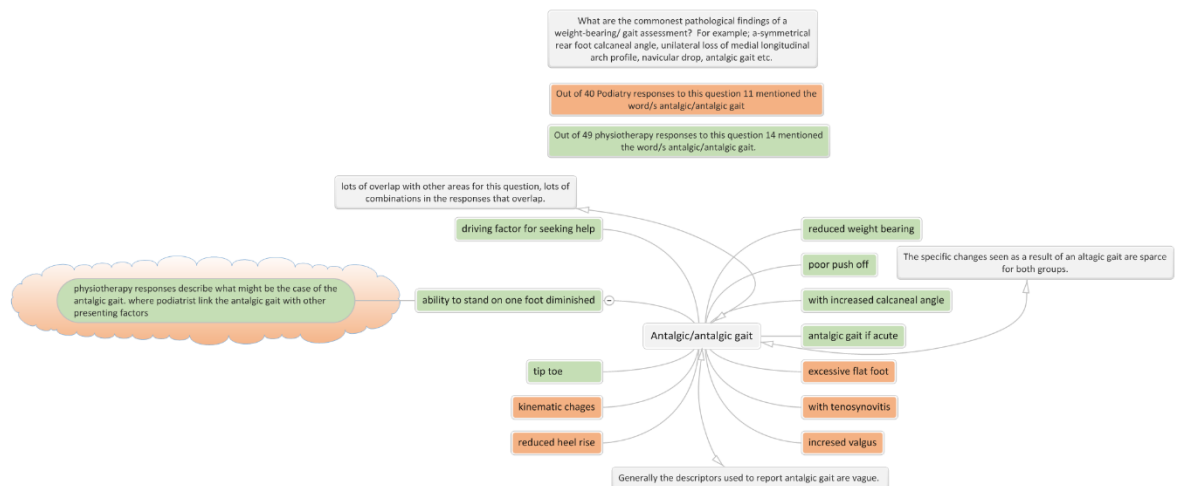 What are the commonest pathological findings of a
weight-bearing/ gait assessment? For example; a-symmetrical
rear foot calcaneal angle, unilateral loss of medial longitudinal
arch profile, navicular drop, antalgic gait etc.
Out of 40 Podiatry responses to this question 11 mentioned the
word/s antalgic/antalgic gait
Out of 49 physiotherapy responses to this question 14 mentioned
the word/s antalgic/antalgic gait.
lots of overlap with other areas for this question, lots of
combinations in the responses that overlap.
driving factor for seeking help
reduced weight bearing
poor push off
The specific changes seen as a result of an altagic gait are sparce
for both groups.
physiotherapy responses describe what might be the case of the
antalgic gait. where podiatrist link the antalgic gait with other
presenting factors
ability to stand on one foot diminished
with increased calcaneal angle
Antalgic/antalgic gait
antalgic gait if acute
tip toe
excessive flat foot
kinematic chages
with tenosynovitis
reduced heel rise
incresed valgus
Generally the descriptors used to report antalgic gait are vague.